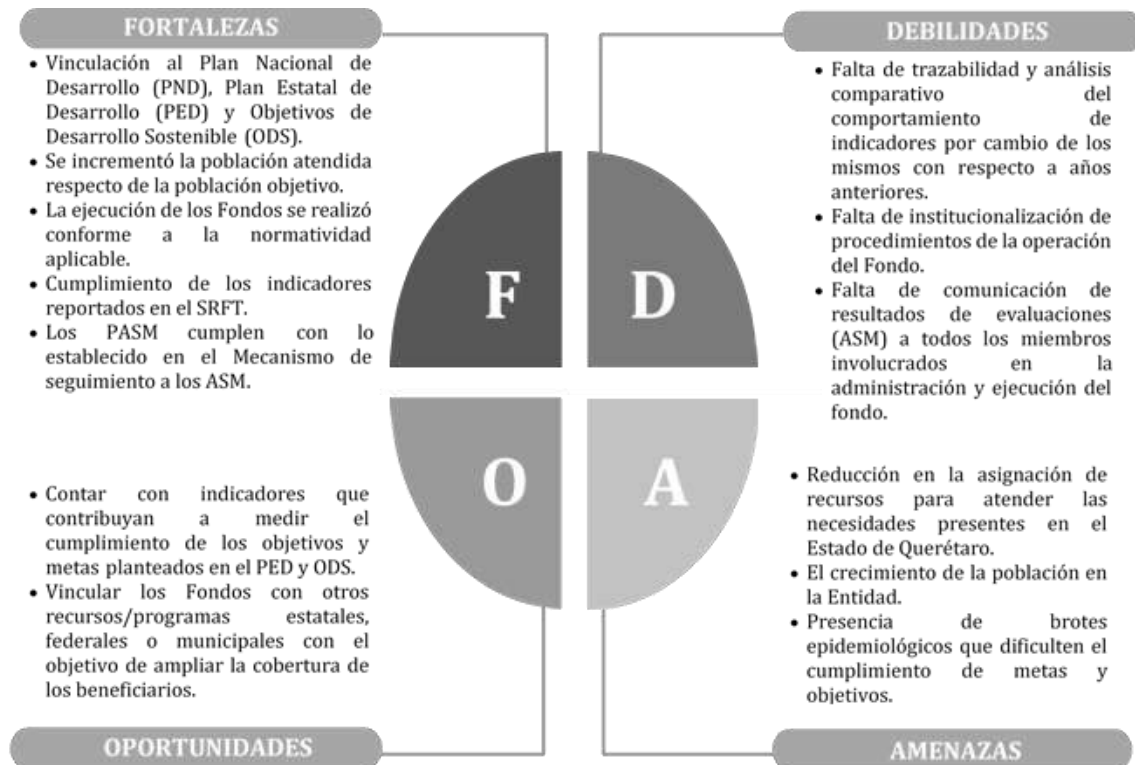 FORTALEZAS
• Vinculación al Plan Nacional de
Desarrollo (PND), Plan Estatal de
Desarrollo (PED) y Objetivos de
Desarrollo Sostenible (ODS).
• Se incrementó la población atendida
respecto de la población objetivo.
• La ejecución de los Fondos se realizó
conforme a la normatividad
aplicable.
• Cumplimiento de los indicadores
reportados en el SRFT.
• Los PASM cumplen con lo
establecido en el Mecanismo de
seguimiento a los ASM.
DEBILIDADES
• Falta de trazabilidad y análisis
comparativo del
comportamiento de
indicadores por cambio de los
mismos con respecto a años
anteriores.
• Falta de institucionalización de
procedimientos de la operación
del Fondo.
• Falta de comunicación de
resultados de evaluaciones
(ASM) a todos los miembros
involucrados en la
administración y ejecución del
fondo.
F
D
O
A
• Contar con indicadores que
contribuyan a medir el
cumplimiento de los objetivos y
metas planteados en el PED y ODS.
• Vincular los Fondos con otros
recursos/programas estatales,
federales o municipales con el
objetivo de ampliar la cobertura de
los beneficiarios.
OPORTUNIDADES
• Reducción en la asignación de
recursos para atender las
necesidades presentes en el
Estado de Querétaro.
• El crecimiento de la población en
la Entidad.
• Presencia de brotes
epidemiológicos que dificulten el
cumplimiento de metas y
objetivos.
AMENAZAS